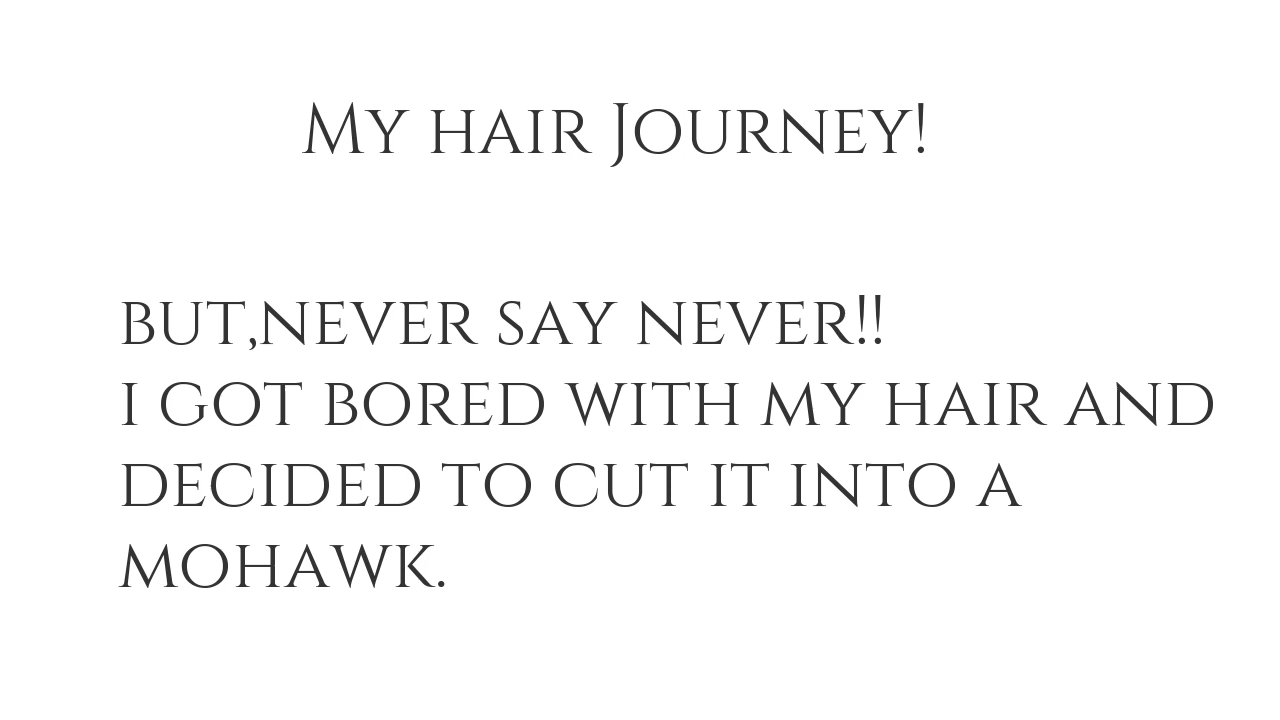 My hair Journey!
but,never say never!!
i got bored with my hair and
decided to cut it into a
mohawk.